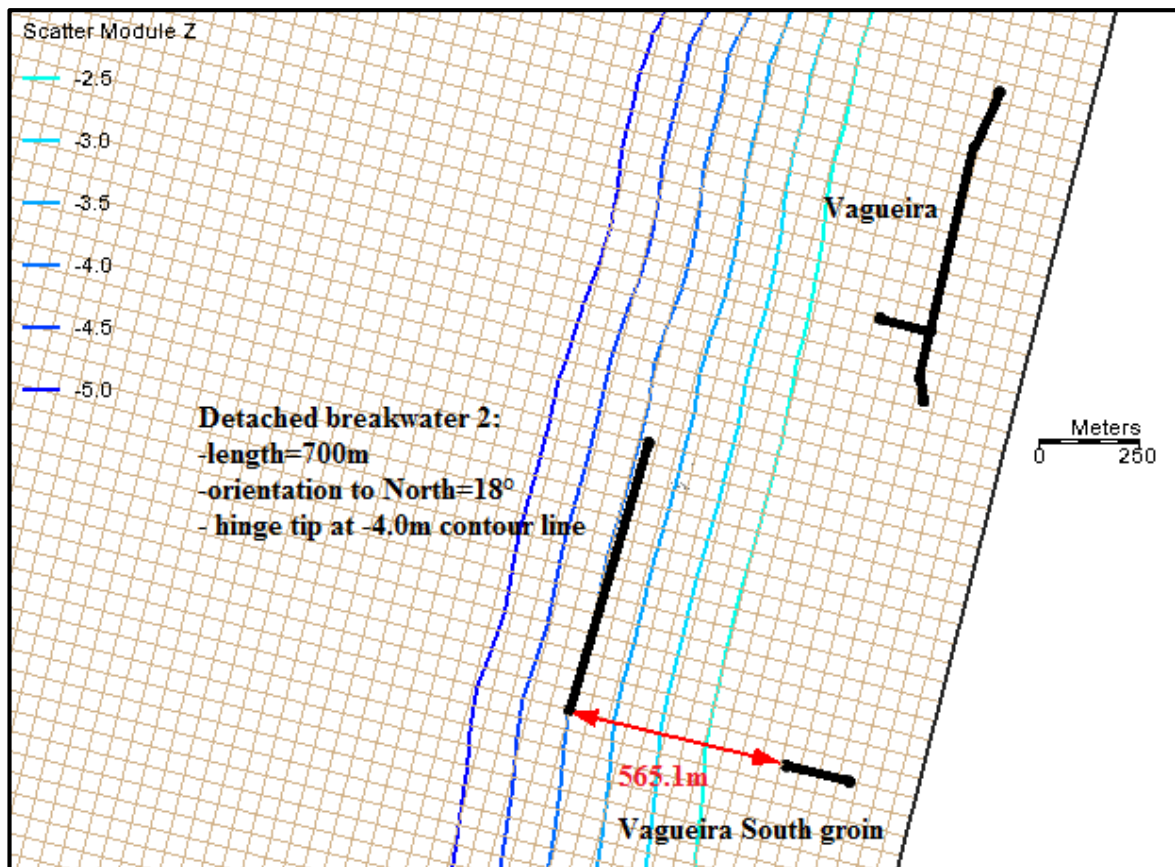 Scatter Module Z
-2.5
-3.0
-3.5
-4.0
-4.5
-5.0
Vagueira
Detached breakwater 2:
-length=700m
-orientation to North=18°
- hinge tip at -4.0m contour line
Meters
0 250
565.1m
Vagueira South groin